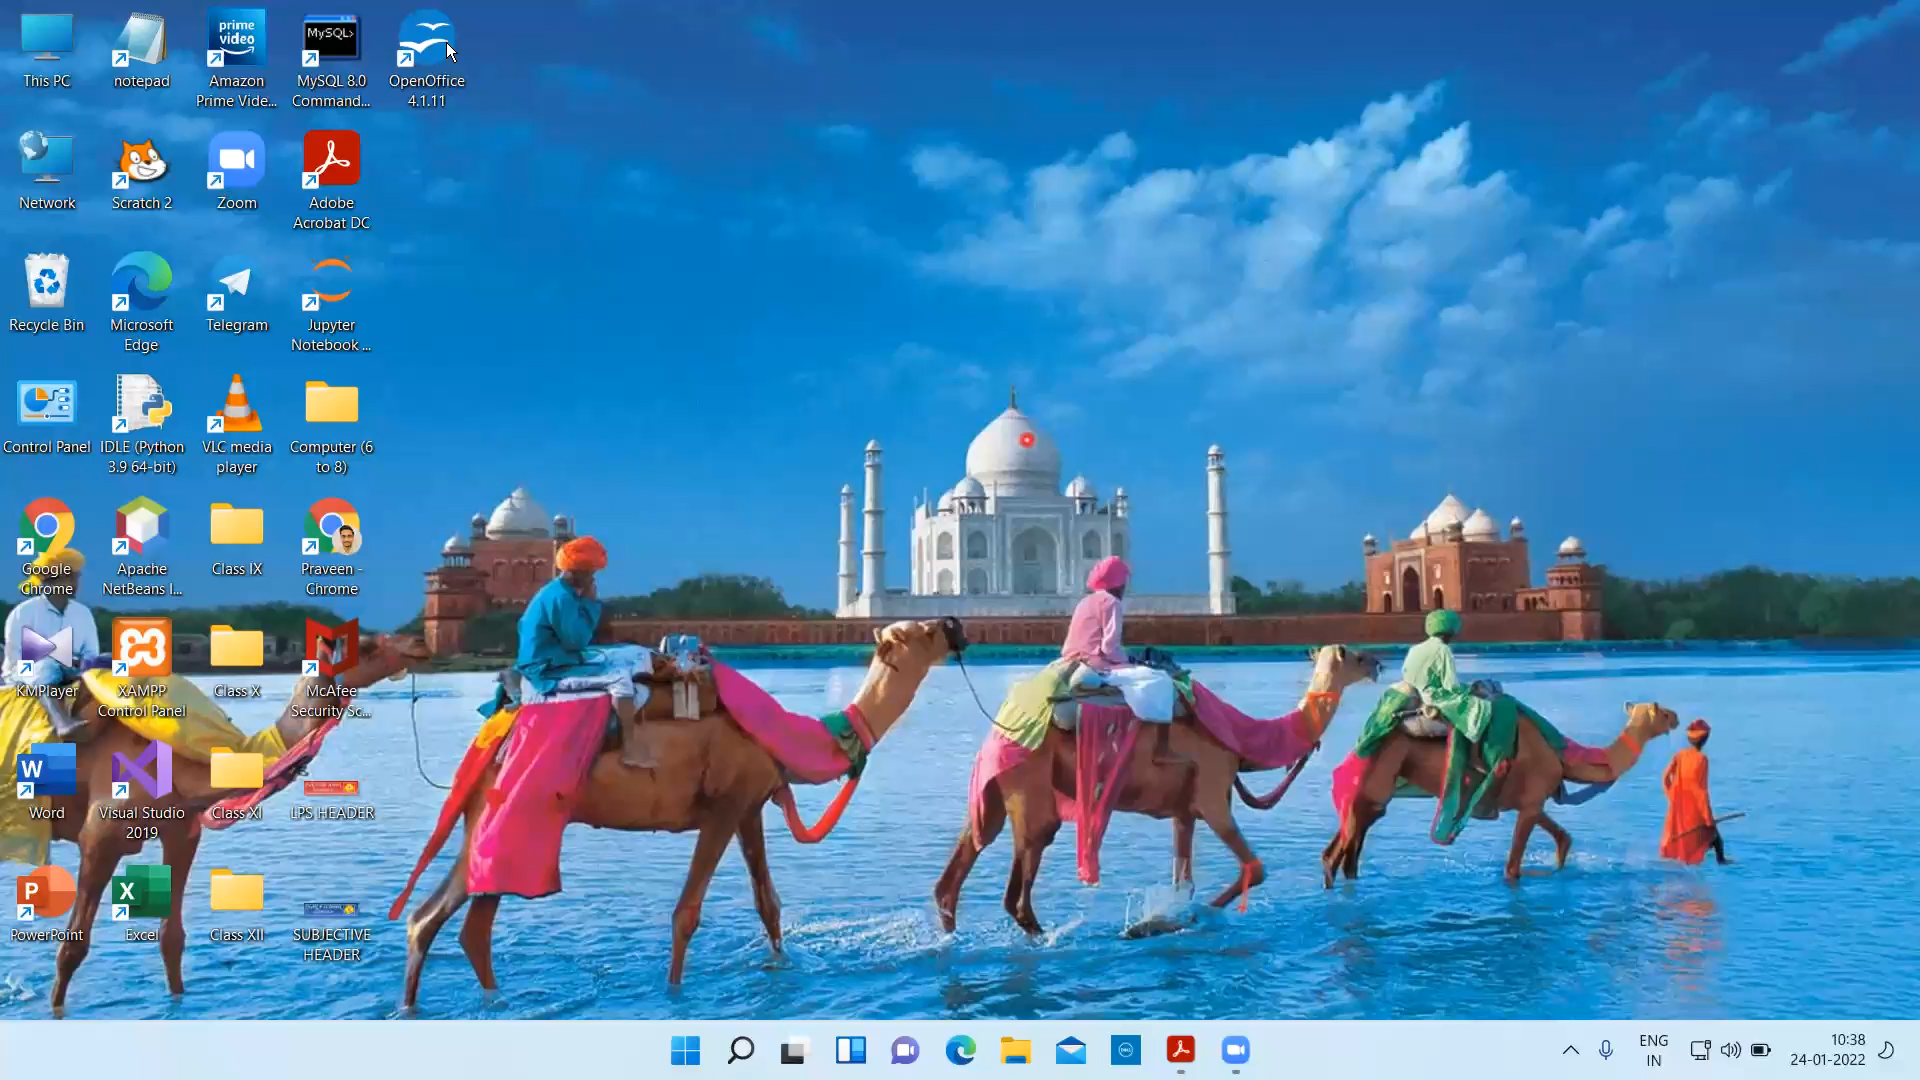 This PC
notepad
Amazon
Prime Vide...
MySQL 8.0
Command...
OpenOffice
4.1.11
prime
video
MySQL>
Network
Scratch 2
Zoom
Adobe
Acrobat DC
Recycle Bin
Microsoft
Edge
Telegram
Jupyter
Notebook ...
Control Panel
IDLE (Python
3.9 64-bit)
VLC media
player
Computer (6
to 8)
Google
Chrome
Apache
NetBeans I...
Class IX
Praveen -
Chrome
KMPlayer
XAMPP
Control Panel
Class X
McAfee
Security Sc...
W
Word
Visual Studio
2019
Class XI
LPS HEADER
P
PowerPoint
X
Excel
Class XII
SUBJECTIVE
HEADER
DELL
ENG
IN
10:38
24-01-2022